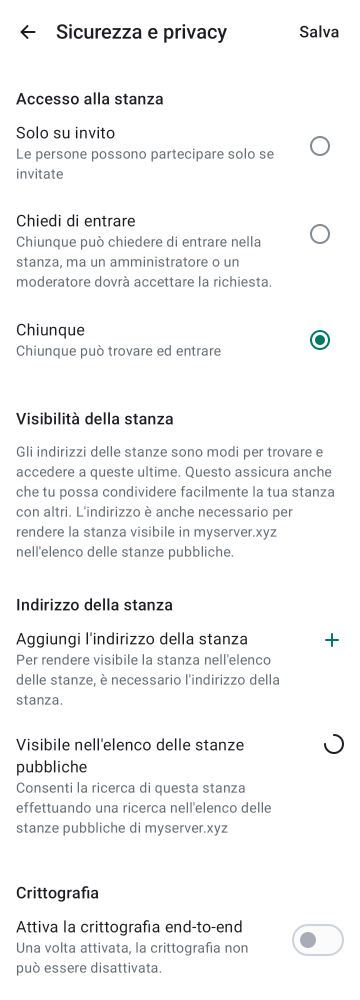 Sicurezza e privacy
Salva
Accesso alla stanza
Solo su invito
Le persone possono partecipare solo se
invitate
Chiedi di entrare
Chiunque può chiedere di entrare nella
stanza, ma un amministratore o un
moderatore dovrà accettare la richiesta.
Chiunque
Chiunque può trovare ed entrare
Visibilità della stanza
Gli indirizzi delle stanze sono modi per trovare e
accedere a queste ultime. Questo assicura anche
che tu possa condividere facilmente la tua stanza
con altri. L'indirizzo è anche necessario per
rendere la stanza visibile in myserver.xyz
nell'elenco delle stanze pubbliche.
Indirizzo della stanza
Aggiungi l'indirizzo della stanza
Per rendere visibile la stanza nell'elenco
delle stanze, è necessario l'indirizzo della
stanza.
Visibile nell'elenco delle stanze
pubbliche
Consenti la ricerca di questa stanza
effettuando una ricerca nell'elenco delle
stanze pubbliche di myserver.xyz
Crittografia
Attiva la crittografia end-to-end
Una volta attivata, la crittografia non
può essere disattivata.